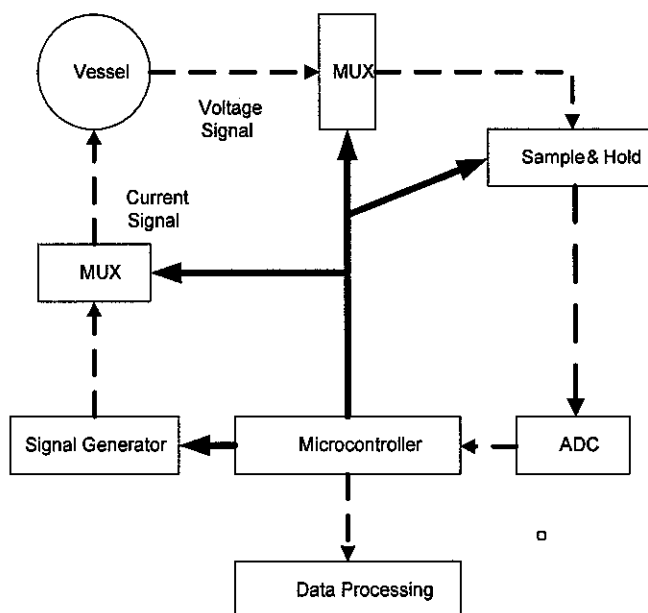 Vessel
MUX
Voltage
Signal
Sample & Hold
Current
Signal
MUX
Signal Generator
Microcontroller
ADC
Data Processing